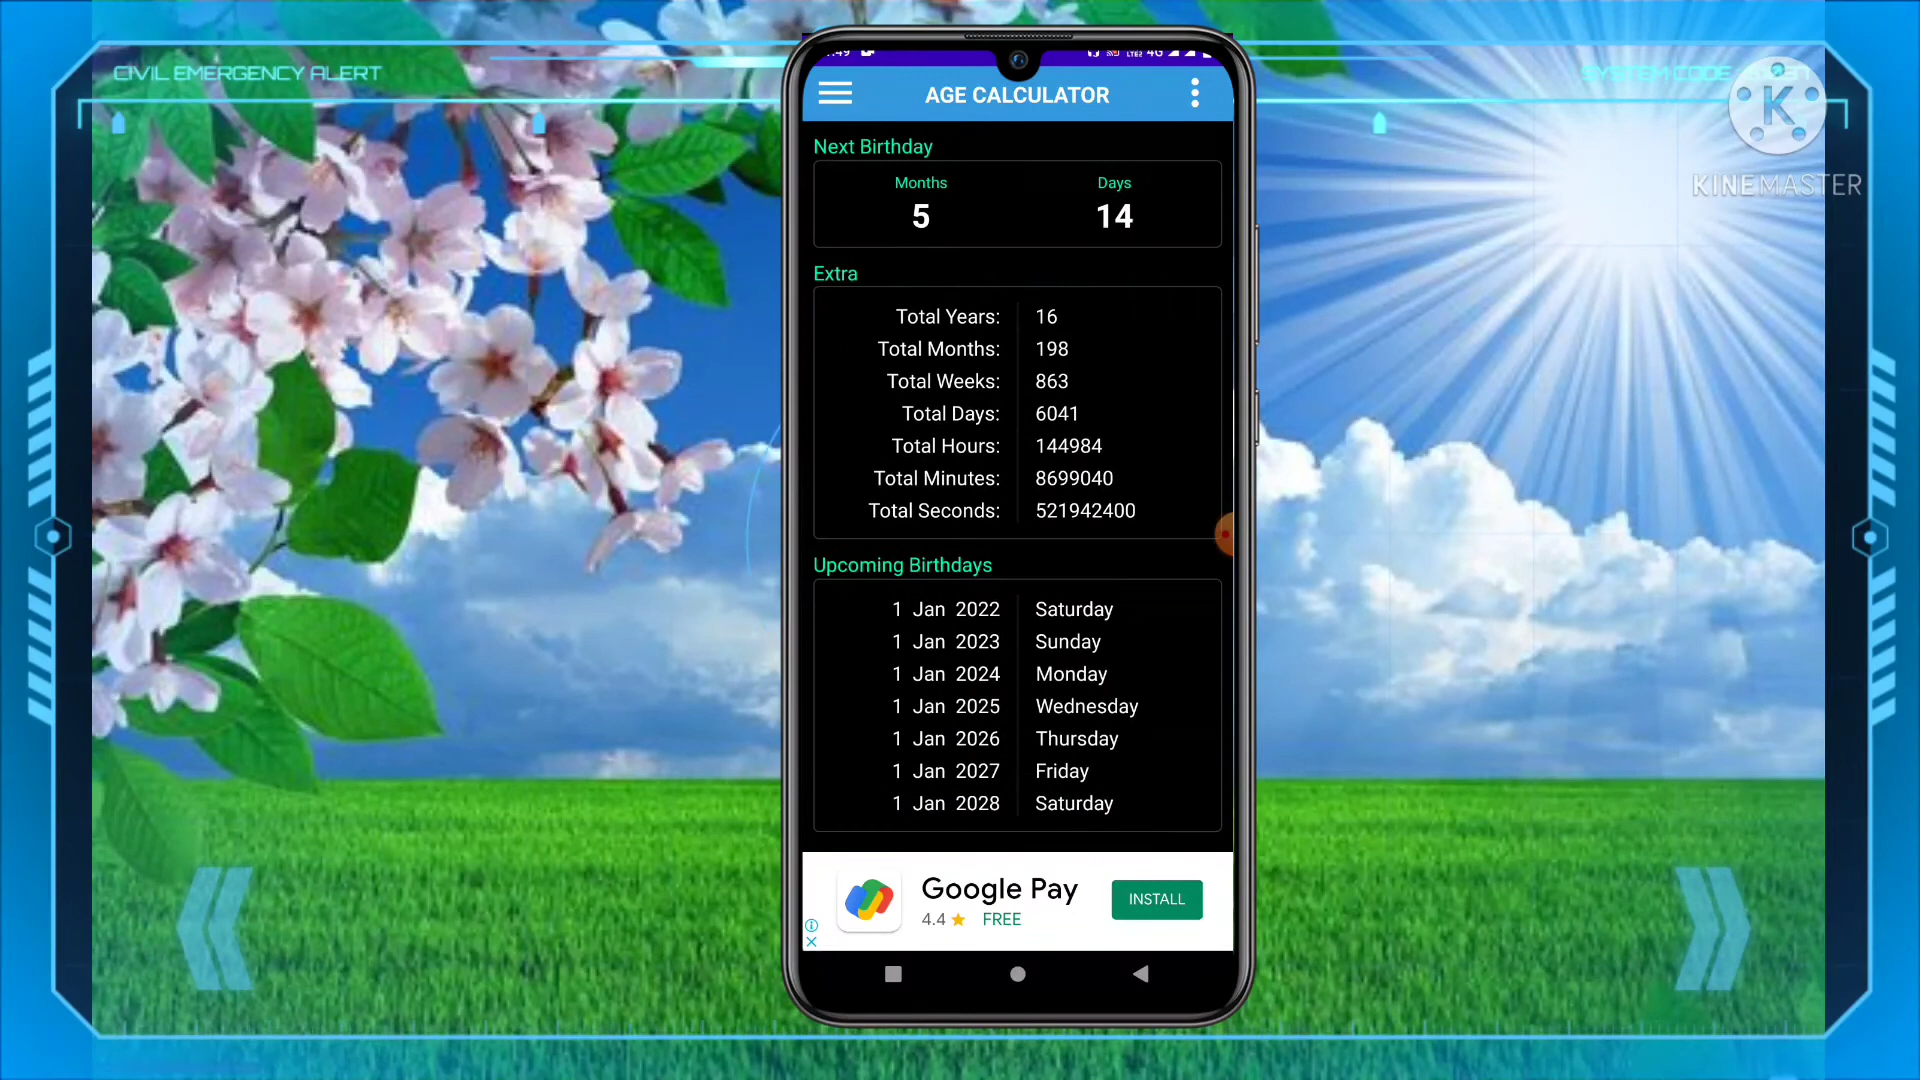 CIVIL EMERGENCY ALERT
SYSTEM CODE
KINEMASTER
4G
AGE CALCULATOR
Next Birthday
Months Days
5 14
Extra
Total Years: 16
Total Months: 198
Total Weeks: 863
Total Days: 6041
Total Hours: 144984
Total Minutes: 8699040
Total Seconds: 521942400
Upcoming Birthdays
1 Jan 2022 Saturday
1 Jan 2023 Sunday
1 Jan 2024 Monday
1 Jan 2025 Wednesday
1 Jan 2026 Thursday
1 Jan 2027 Friday
1 Jan 2028 Saturday
Google Pay
4.4 ★ FREE
INSTALL